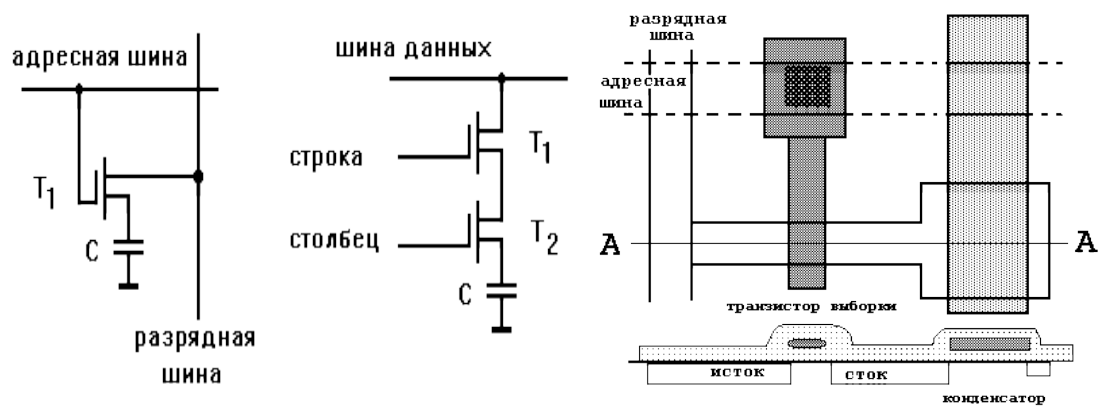 адресная шина
T1
C
разрядная
шина
шина данных
строка
T1
столбец
T2
C
разрядная
шина
адресная
шина
A
A
транзистор выборки
исток
сток
конденсатор